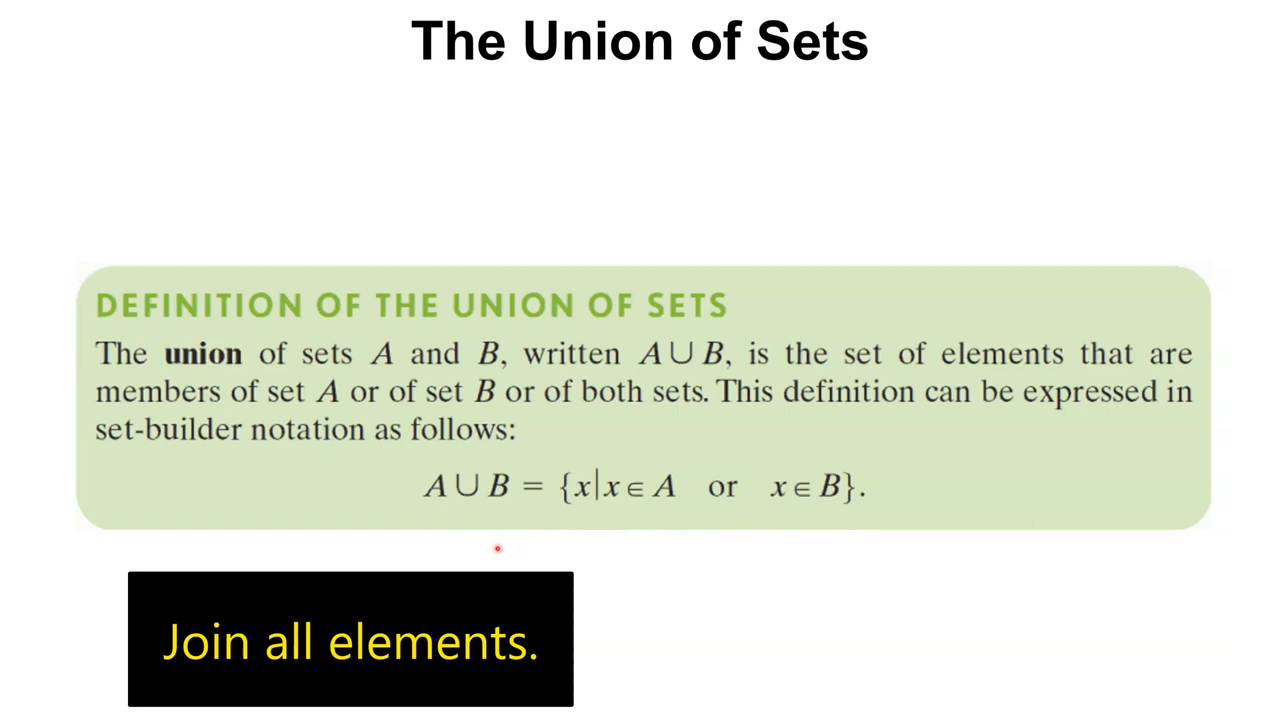 The Union of Sets
DEFINITION OF THE UNION OF SETS
The union of sets A and B, written A ∪ B, is the set of elements that are
members of set A or of set B or of both sets. This definition can be expressed in
set-builder notation as follows:
A ∪ B = {x|x ∈ A or x ∈ B}.
Join all elements.